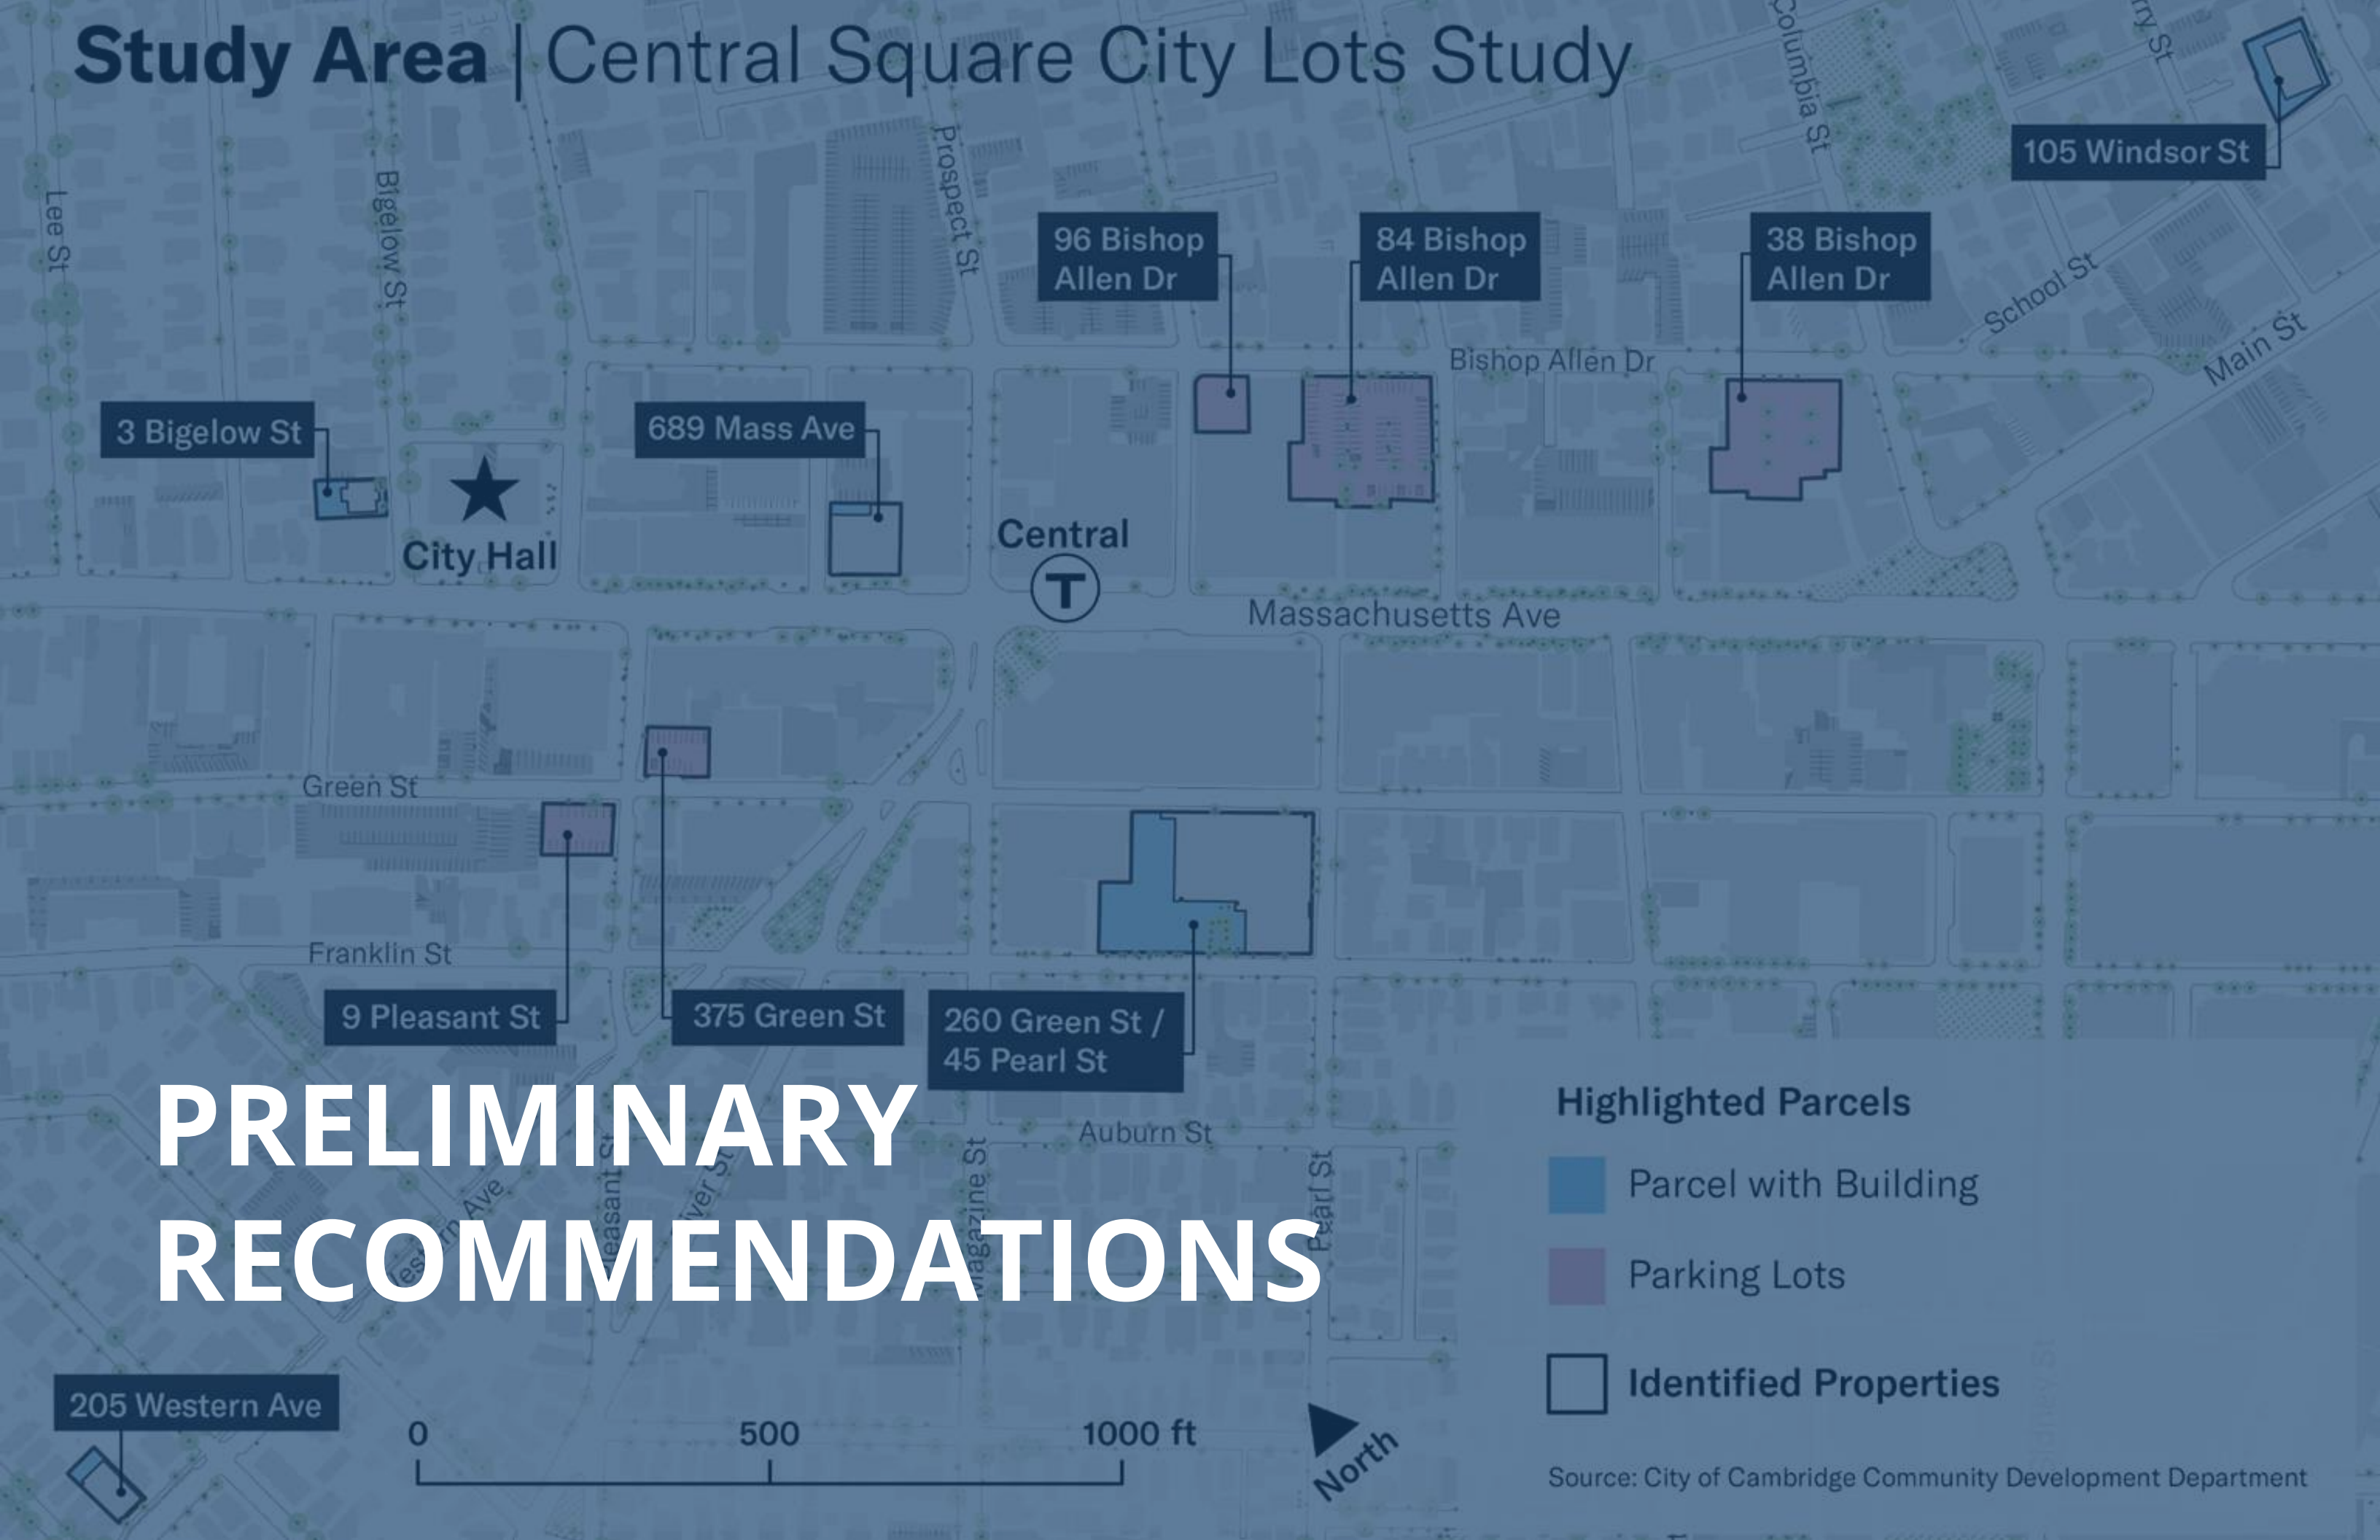 Study Area | Central Square City Lots Study
Columbia St
105 Windsor St
Prospect St
Bigelow St
Lee St
96 Bishop
Allen Dr
84 Bishop
Allen Dr
38 Bishop
Allen Dr
School St
Main St
Bishop Allen Dr
3 Bigelow St
689 Mass Ave
City Hall
Central
T
Massachusetts Ave
Green St
Franklin St
9 Pleasant St
375 Green St
260 Green St /
45 Pearl St
PRELIMINARY
RECOMMENDATIONS
Auburn St
Magazine St
Pearl St
Highlighted Parcels
Parcel with Building
Parking Lots
Identified Properties
205 Western Ave
0 500 1000 ft
North
Source: City of Cambridge Community Development Department